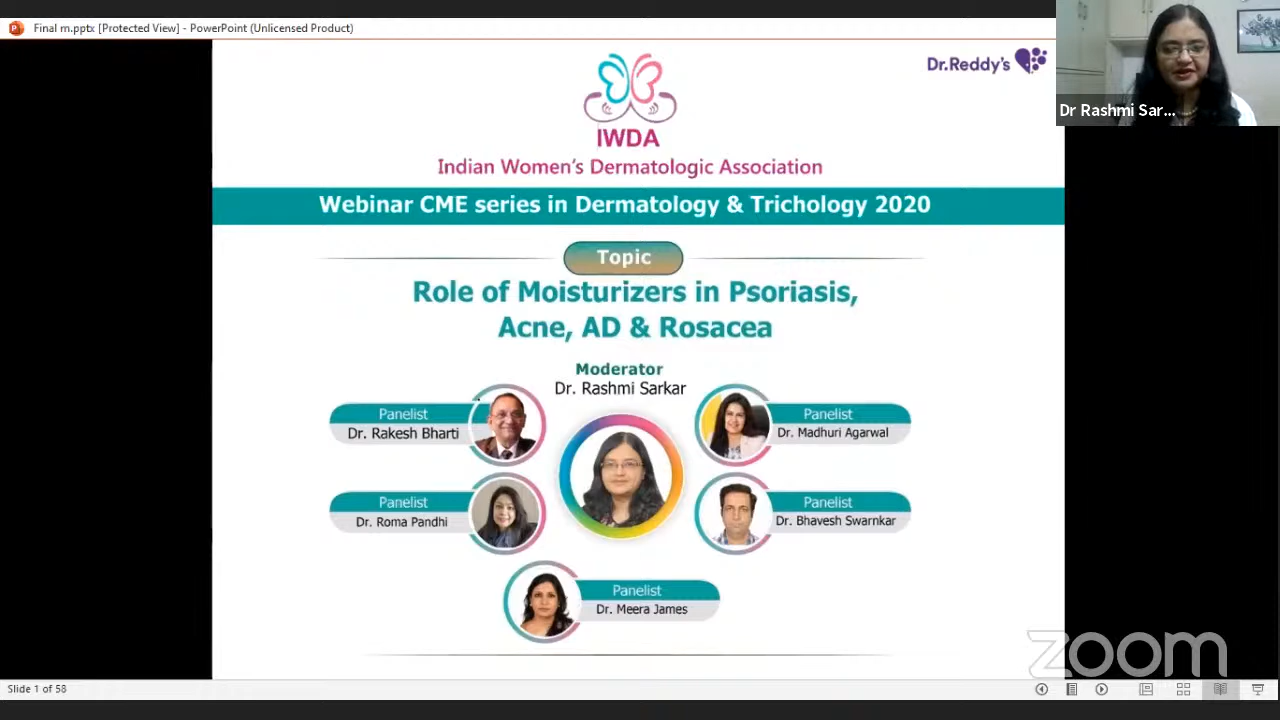 Final m.pptx [Protected View] - PowerPoint (Unlicensed Product)
Dr.Reddy's
Dr Rashmi Sar...
IWDA
Indian Women's Dermatologic Association
Webinar CME series in Dermatology & Trichology 2020
Topic
Role of Moisturizers in Psoriasis,
Acne, AD & Rosacea
Moderator
Dr. Rashmi Sarkar
Panelist
Dr. Rakesh Bharti
Panelist
Dr. Madhuri Agarwal
Panelist
Dr. Roma Pandhi
Panelist
Dr. Bhavesh Swarnkar
Panelist
Dr. Meera James
zoom
Slide 1 of 58